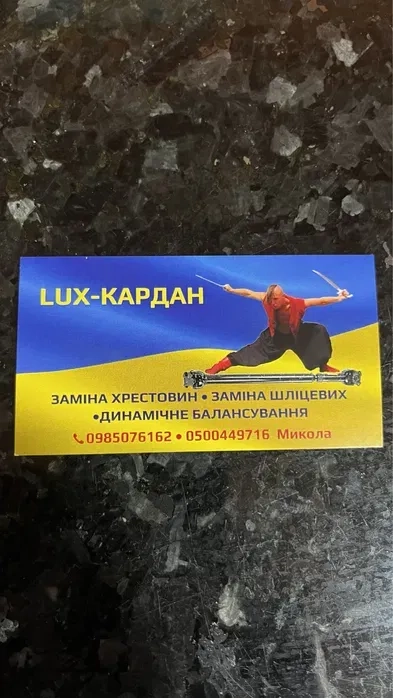 LUX-КАРДАН
ЗАМІНА ХРЕСТОВИН • ЗАМІНА ШЛІЦЕВИХ
•ДИНАМІЧНЕ БАЛАНСУВАННЯ
0985076162 • 0500449716 Микола